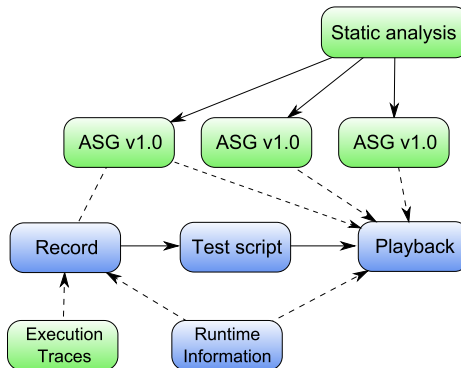 Static analysis
ASG v1.0
ASG v1.0
ASG v1.0
Record
Test script
Playback
Execution
Traces
Runtime
Information